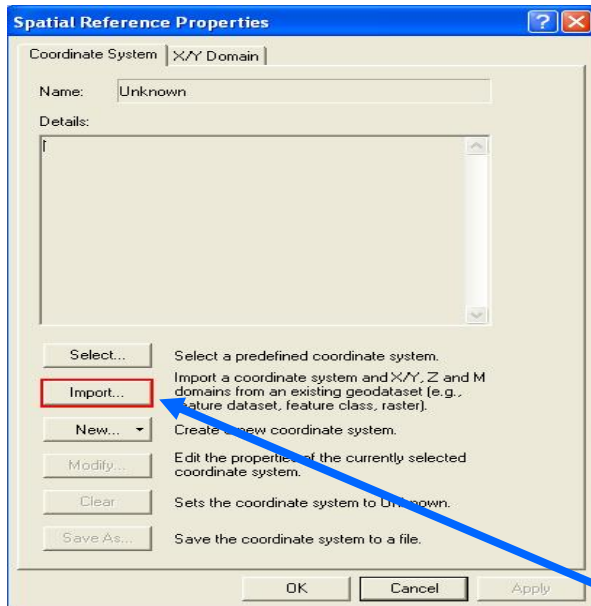 Spatial Reference Properties
Coordinate System
X/Y Domain
Name:
Unknown
Details:
Select...
Select a predefined coordinate system.
Import...
Import a coordinate system and X/Y, Z and M
domains from an existing geodataset (e.g.,
feature dataset, feature class, raster).
New...
Create a new coordinate system.
Modify...
Edit the properties of the currently selected
coordinate system.
Clear
Sets the coordinate system to Unknown.
Save As...
Save the coordinate system to a file.
OK
Cancel
Apply